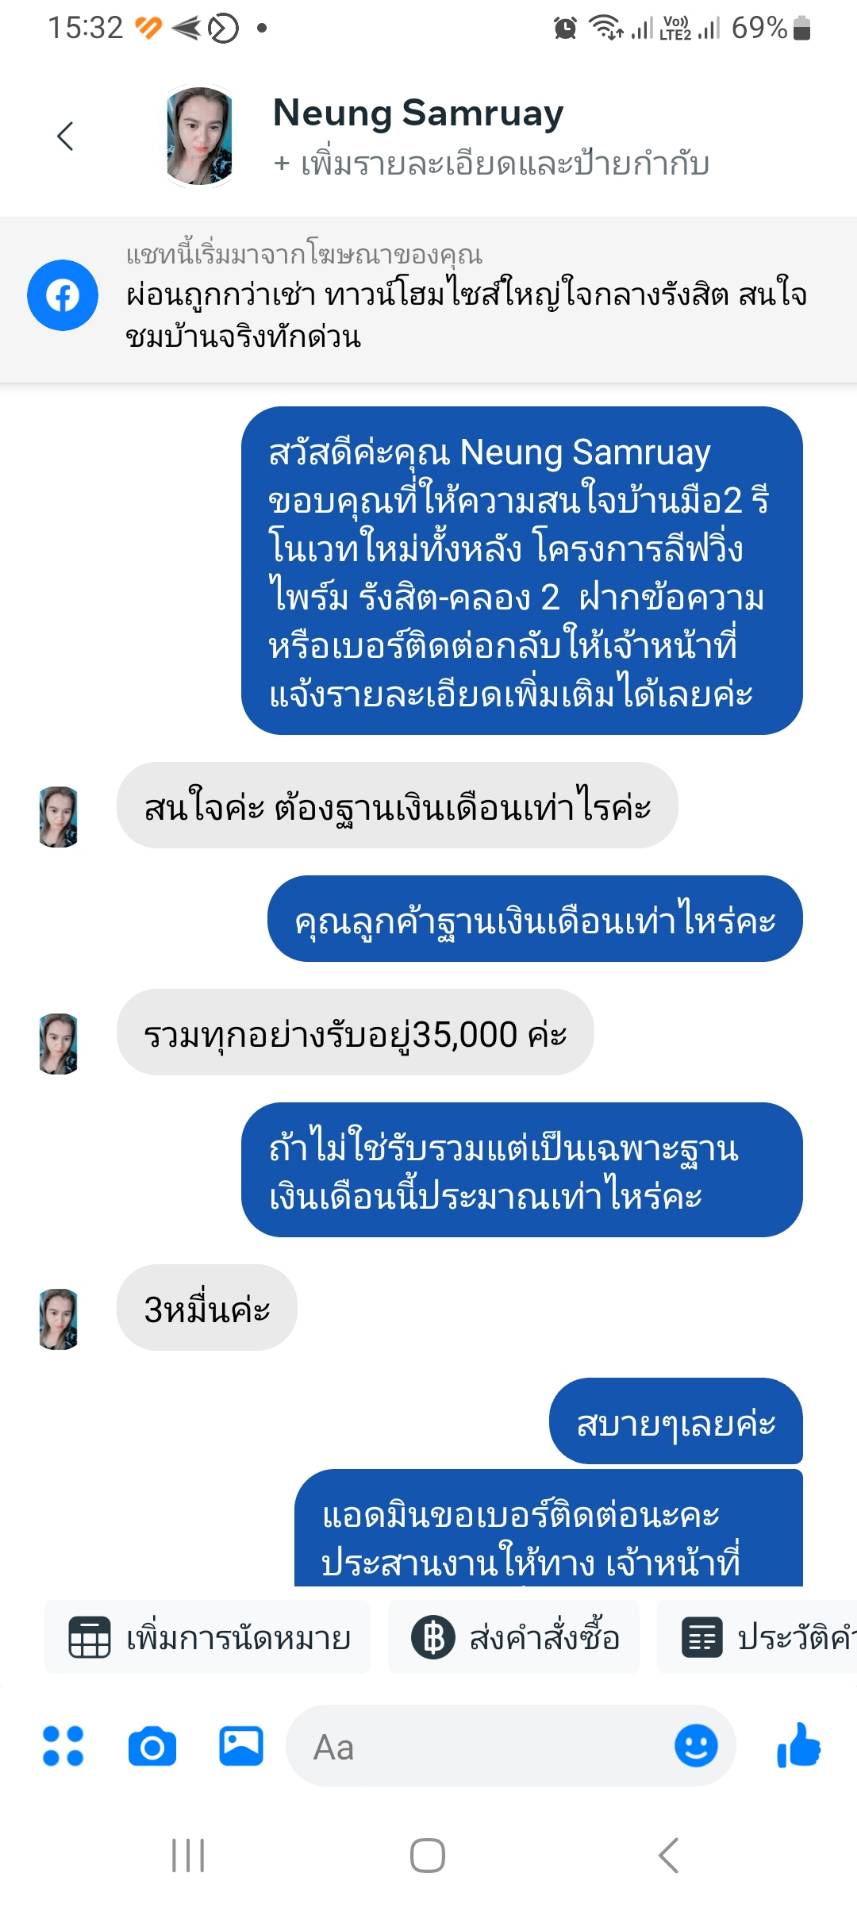 15:32
Vo))
LTE2
69%
Neung Samruay
+ เพิ่มรายละเอียดและป้ายกำกับ
แชทนี้เริ่มมาจากโฆษณาของคุณ
ผ่อนถูกกว่าเช่า ทาวน์โฮมไซส์ใหญ่ใจกลางรังสิต สนใจ
ชมบ้านจริงทักด่วน
สวัสดีค่ะคุณ Neung Samruay
ขอบคุณที่ให้ความสนใจบ้านมือ2 รี
โนเวทใหม่ทั้งหลัง โครงการลีฟวิ่ง
ไพร์ม รังสิต-คลอง 2 ฝากข้อความ
หรือเบอร์ติดต่อกลับให้เจ้าหน้าที่
แจ้งรายละเอียดเพิ่มเติมได้เลยค่ะ
สนใจค่ะ ต้องฐานเงินเดือนเท่าไรค่ะ
คุณลูกค้าฐานเงินเดือนเท่าไหร่คะ
รวมทุกอย่างรับอยู่35,000 ค่ะ
ถ้าไม่ใช่รับรวมแต่เป็นเฉพาะฐาน
เงินเดือนนี้ประมาณเท่าไหร่คะ
3หมื่นค่ะ
สบายๆเลยค่ะ
แอดมินขอเบอร์ติดต่อนะคะ
ประสานงานให้ทาง เจ้าหน้าที่
เพิ่มการนัดหมาย
ส่งคำสั่งซื้อ
ประวัติคำ
Aa